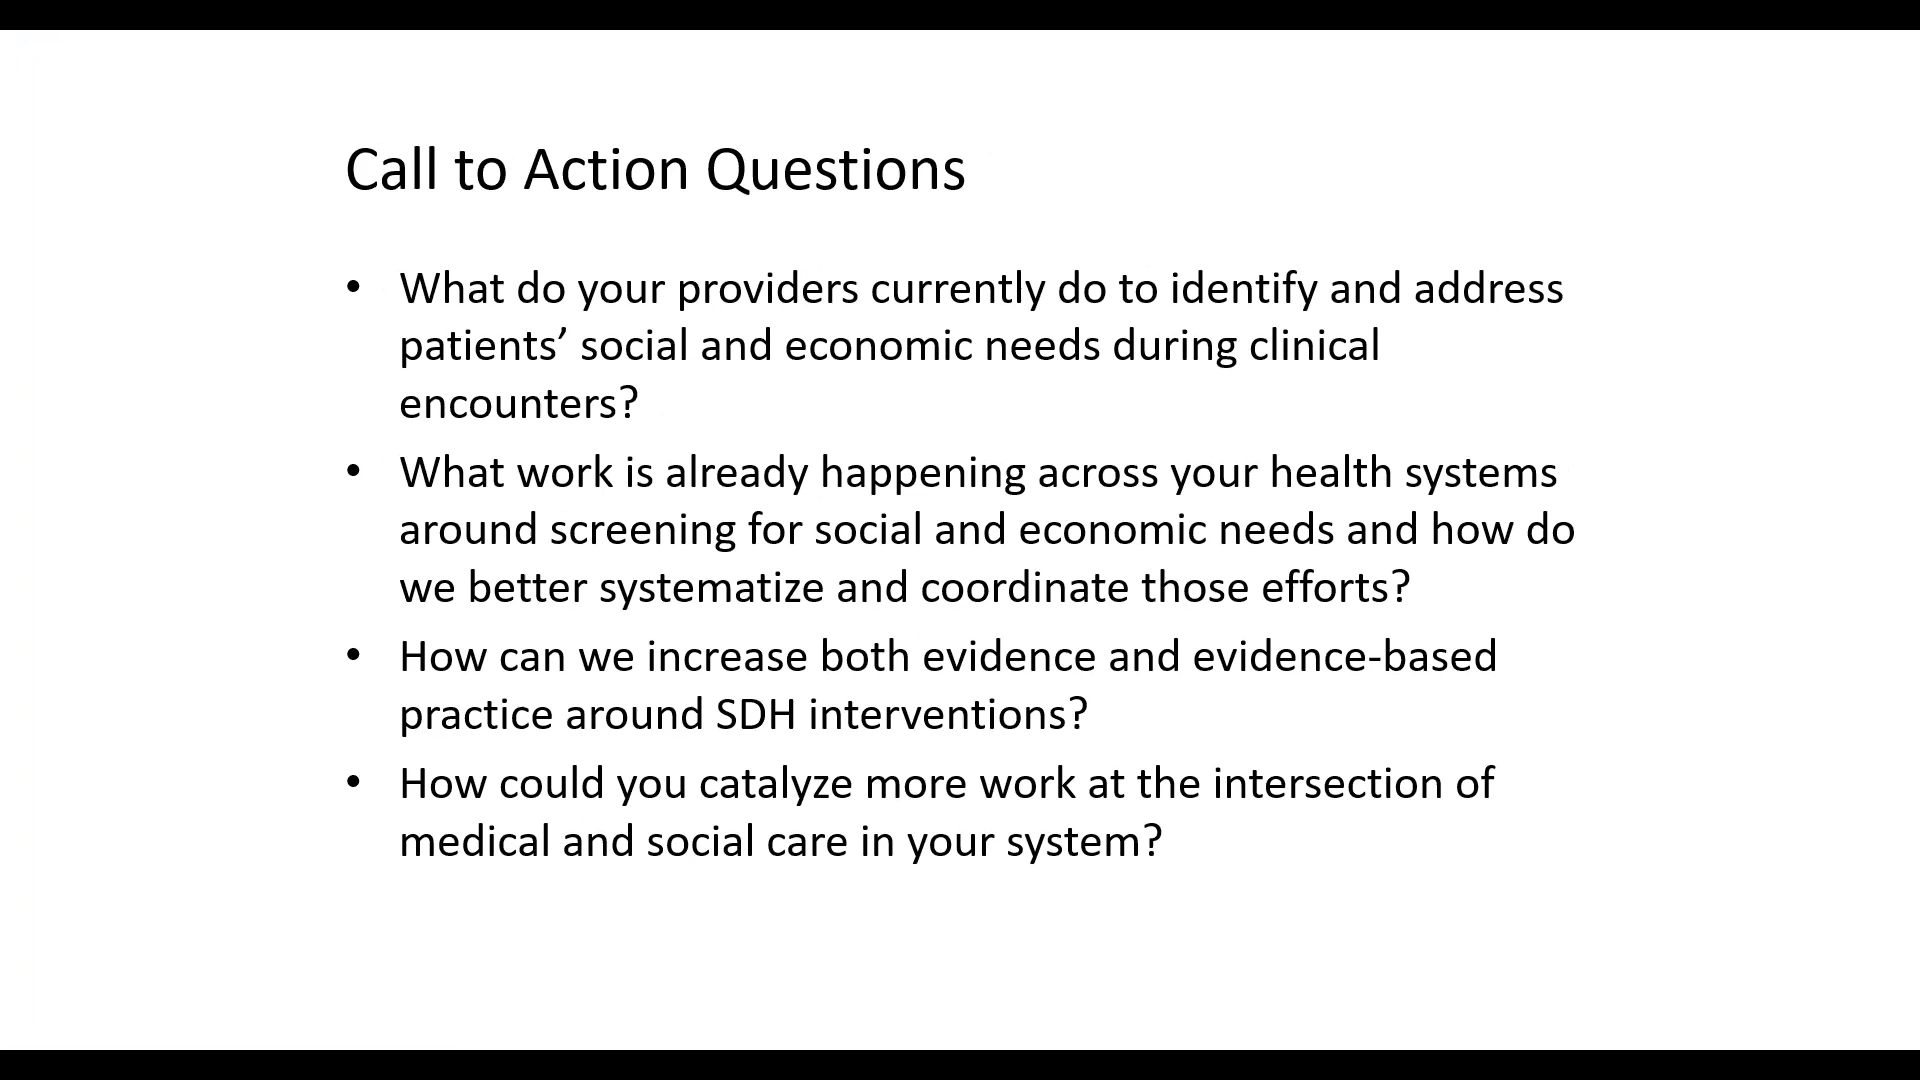 Call to Action Questions
• What do your providers currently do to identify and address
patients’ social and economic needs during clinical
encounters?
• What work is already happening across your health systems
around screening for social and economic needs and how do
we better systematize and coordinate those efforts?
• How can we increase both evidence and evidence-based
practice around SDH interventions?
• How could you catalyze more work at the intersection of
medical and social care in your system?